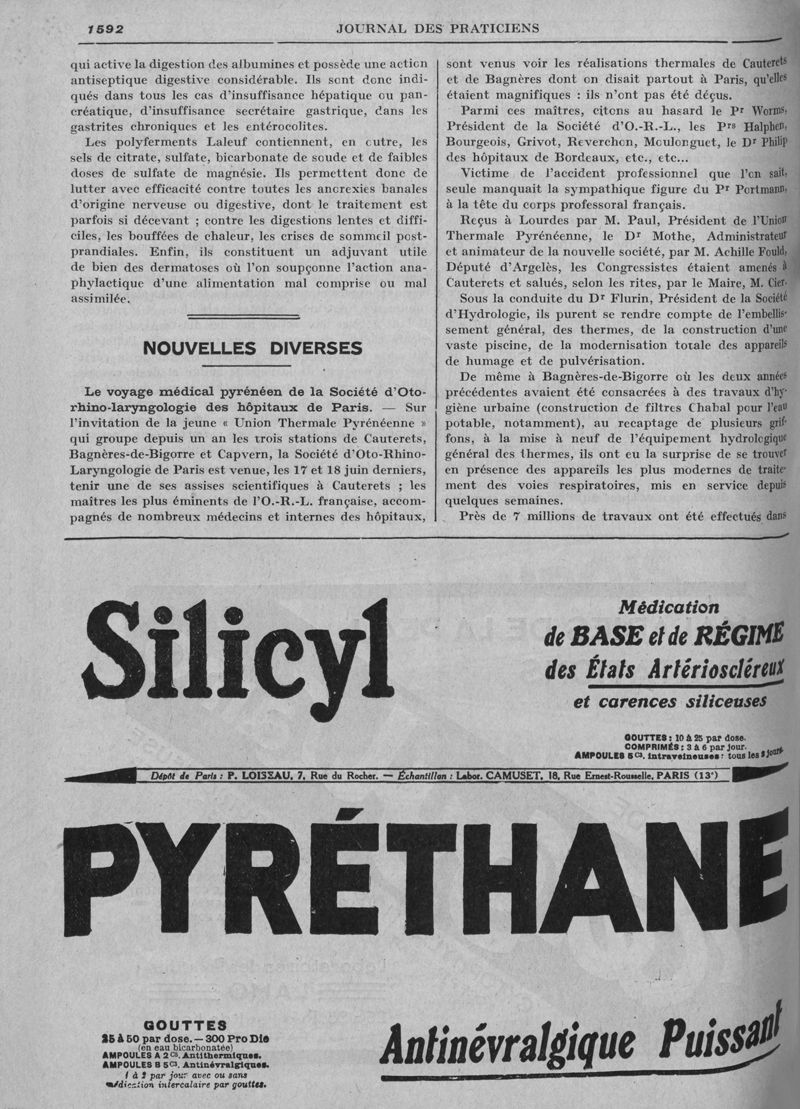 1592
JOURNAL DES PRATICIENS
qui active la digestion des albumines et possède une action
antiseptique digestive considérable. Ils sont donc indi-
qués dans tous les cas d'insuffisance hépatique ou pan-
créatique, d'insuffisance secrétaire gastrique, dans les
gastrites chroniques et les entérocolites.
Les polyferments Laleuf contiennent, en outre, les
sels de citrate, sulfate, bicarbonate de soude et de faibles
doses de sulfate de magnésie. Ils permettent donc de
lutter avec efficacité contre toutes les anorexies banales
d'origine nerveuse ou digestive, dont le traitement est
parfois si décevant ; contre les digestions lentes et diffi-
ciles, les bouffées de chaleur, les crises de sommeil post-
prandiales. Enfin, ils constituent un adjuvant utile
de bien des dermatoses où l'on soupçonne l'action ana-
phylactique d'une alimentation mal comprise ou mal
assimilée.
NOUVELLES DIVERSES
Le voyage médical pyrénéen de la Société d'Oto-
rhino-laryngologie des hôpitaux de Paris. — Sur
l'invitation de la jeune « Union Thermale Pyrénéenne »
qui groupe depuis un an les trois stations de Cauterets,
Bagnères-de-Bigorre et Capvern, la Société d'Oto-Rhino-
Laryngologie de Paris est venue, les 17 et 18 juin derniers,
tenir une de ses assises scientifiques à Cauterets ; les
maîtres les plus éminents de l'O.-R.-L. française, accom-
pagnés de nombreux médecins et internes des hôpitaux,
sont venus voir les réalisations thermales de Cauterets
et de Bagnères dont on disait partout à Paris, qu'elles
étaient magnifiques : ils n'ont pas été déçus.
Parmi ces maîtres, citons au hasard le Pr Worms,
Président de la Société d'O.-R.-L., les Prs Halphen,
Bourgeois, Grivot, Reverchon, Moulonguet, le Dr Philip
des hôpitaux de Bordeaux, etc., etc...
Victime de l'accident professionnel que l'on sait,
seule manquait la sympathique figure du Pr Portmann,
à la tête du corps professoral français.
Reçus à Lourdes par M. Paul, Président de l'Union
Thermale Pyrénéenne, le Dr Mothe, Administrateur
et animateur de la nouvelle société, par M. Achille Fould,
Député d'Argelès, les Congressistes étaient amenés à
Cauterets et salués, selon les rites, par le Maire, M. Cier.
Sous la conduite du Dr Flurin, Président de la Société
d'Hydrologie, ils purent se rendre compte de l'embellis-
sement général, des thermes, de la construction d'une
vaste piscine, de la modernisation totale des appareils
de humage et de pulvérisation.
De même à Bagnères-de-Bigorre où les deux années
précédentes avaient été consacrées à des travaux d'hy-
giène urbaine (construction de filtres Chabal pour l'eau
potable, notamment), au recaptage de plusieurs grif-
fons, à la mise à neuf de l'équipement hydrologique
général des thermes, ils ont eu la surprise de se trouver
en présence des appareils les plus modernes de traite-
ment des voies respiratoires, mis en service depuis
quelques semaines.
Près de 7 millions de travaux ont été effectués dans
Silicyl
Médication
de BASE et de RÉGIME
des États Artérioscléreux
et carences siliceuses
GOUTTES : 10 à 25 par dose.
COMPRIMÉS : 3 à 6 par jour.
AMPOULES 5 cs. intraveineuses : tous les 2 jours.
Dépôt de Paris : P. LOISEAU, 7, Rue du Rocher. — Échantillon : Labor. CAMUSET, 18, Rue Ernest-Rousselle, PARIS (13e)
PYRÉTHANE
GOUTTES
25 à 50 par dose. — 300 Pro Die
(en eau bicarbonatée)
AMPOULES A 2 cs. Antithermiques.
AMPOULES B 5 cs. Antinévralgiques.
1 à 2 par jour avec ou sans
médication intercalaire par gouttes.
Antinévralgique Puissant